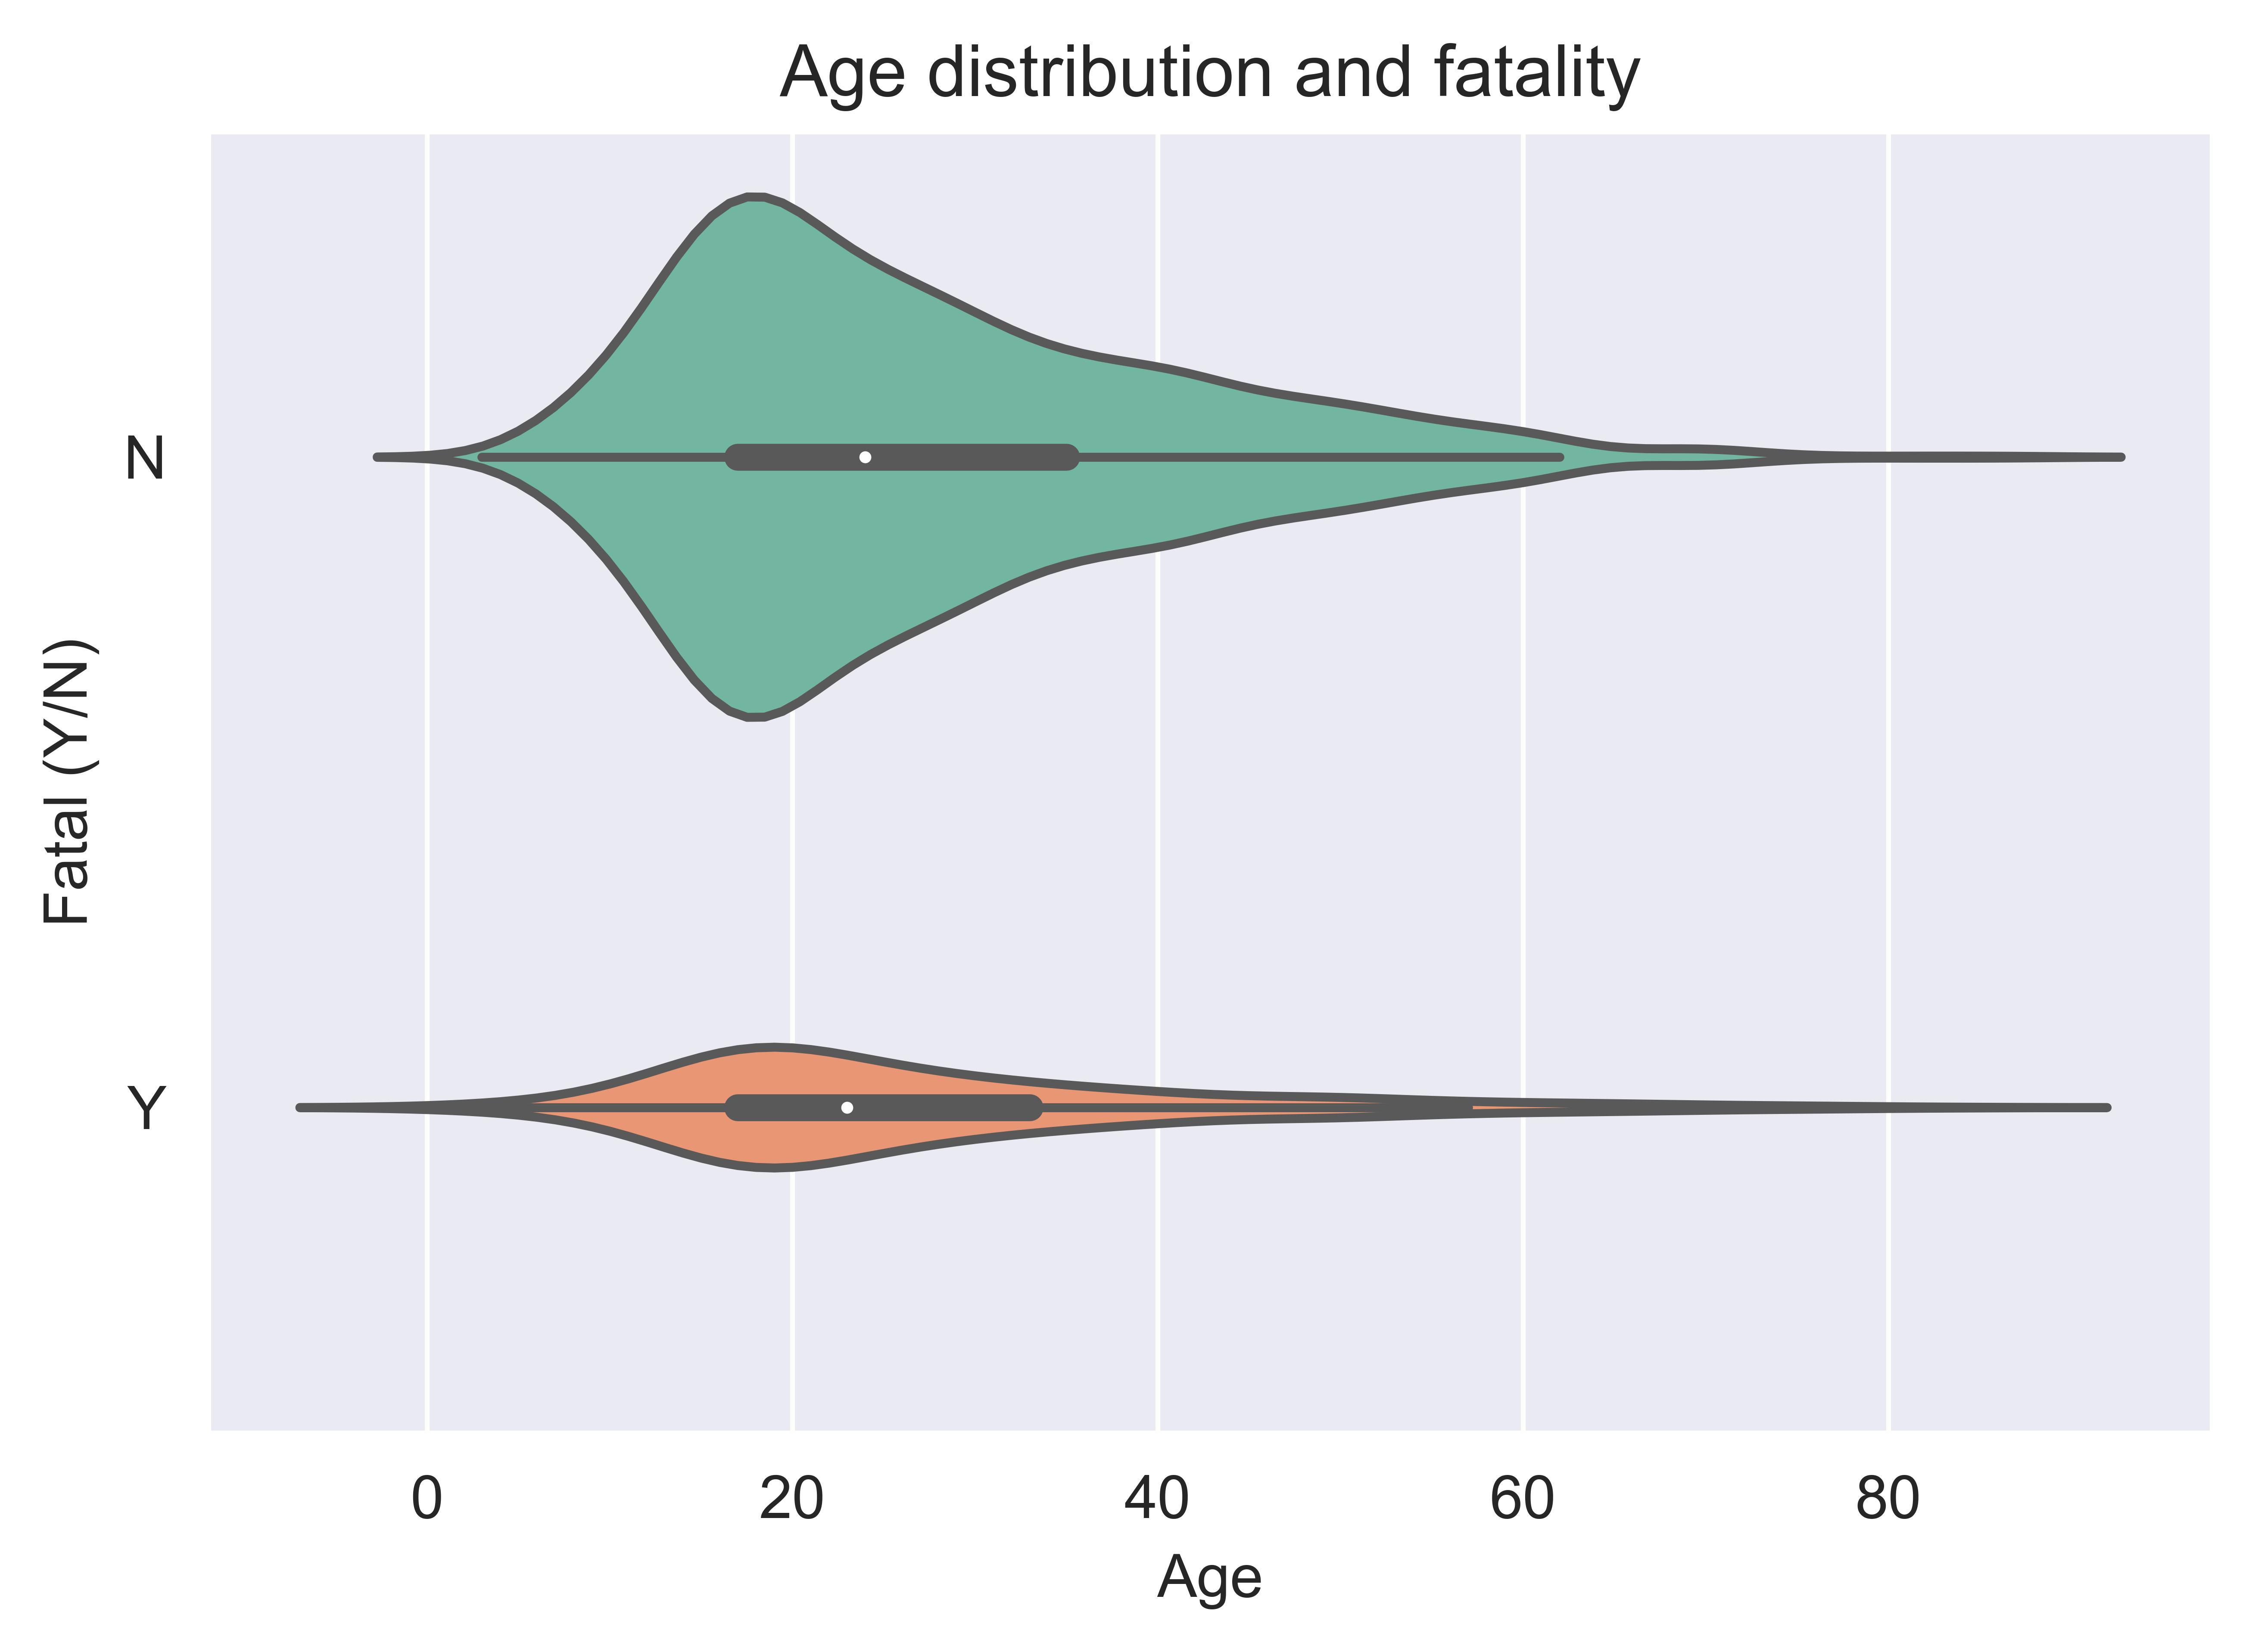 Age distribution and fatality
Fatal (Y/N)
N
Y
0 20 40 60 80
Age